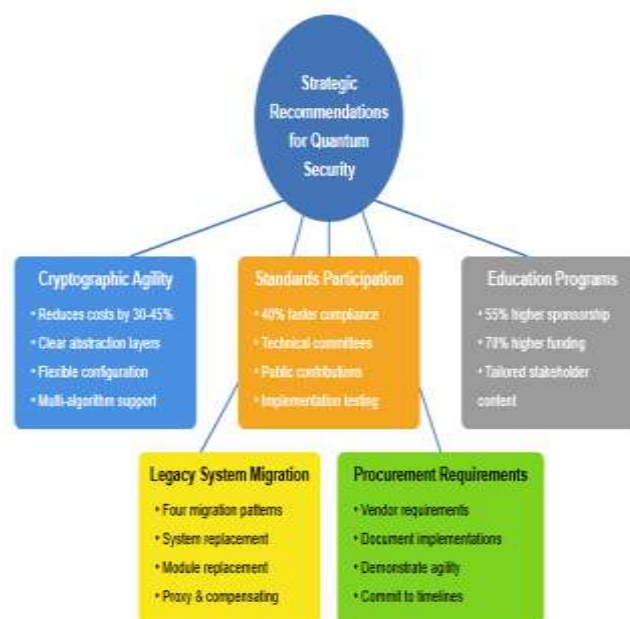 Strategic
Recommendations
for Quantum
Security
Cryptographic Agility
• Reduces costs by 30-45%
• Clear abstraction layers
• Flexible configuration
• Multi-algorithm support
Standards Participation
• 40% faster compliance
• Technical committees
• Public contributions
• Implementation testing
Education Programs
• 55% higher sponsorship
• 70% higher funding
• Tailored stakeholder
content
Legacy System Migration
• Four migration patterns
• System replacement
• Module replacement
• Proxy & compensating
Procurement Requirements
• Vendor requirements
• Document implementations
• Demonstrate agility
• Commit to timelines